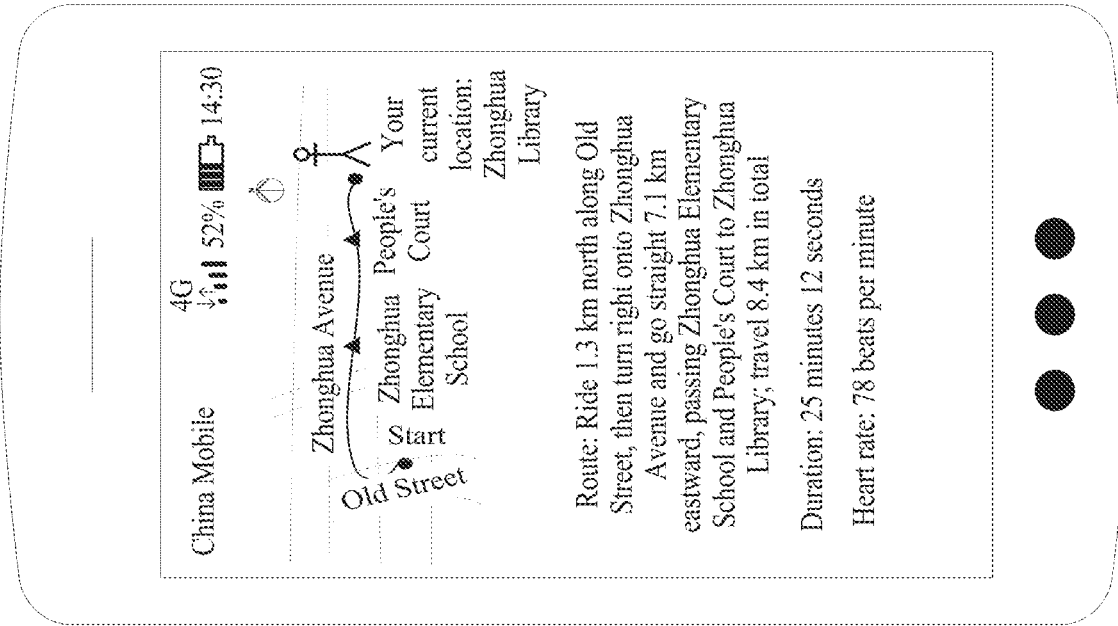 4G
China Mobile 52% 14:30
Zhonghua Avenue
Old Street
Start
Zhonghua
Elementary
School
People's
Court
Your
current
location:
Zhonghua
Library
Route: Ride 1.3 km north along Old
Street, then turn right onto Zhonghua
Avenue and go straight 7.1 km
eastward, passing Zhonghua Elementary
School and People's Court to Zhonghua
Library; travel 8.4 km in total
Duration: 25 minutes 12 seconds
Heart rate: 78 beats per minute